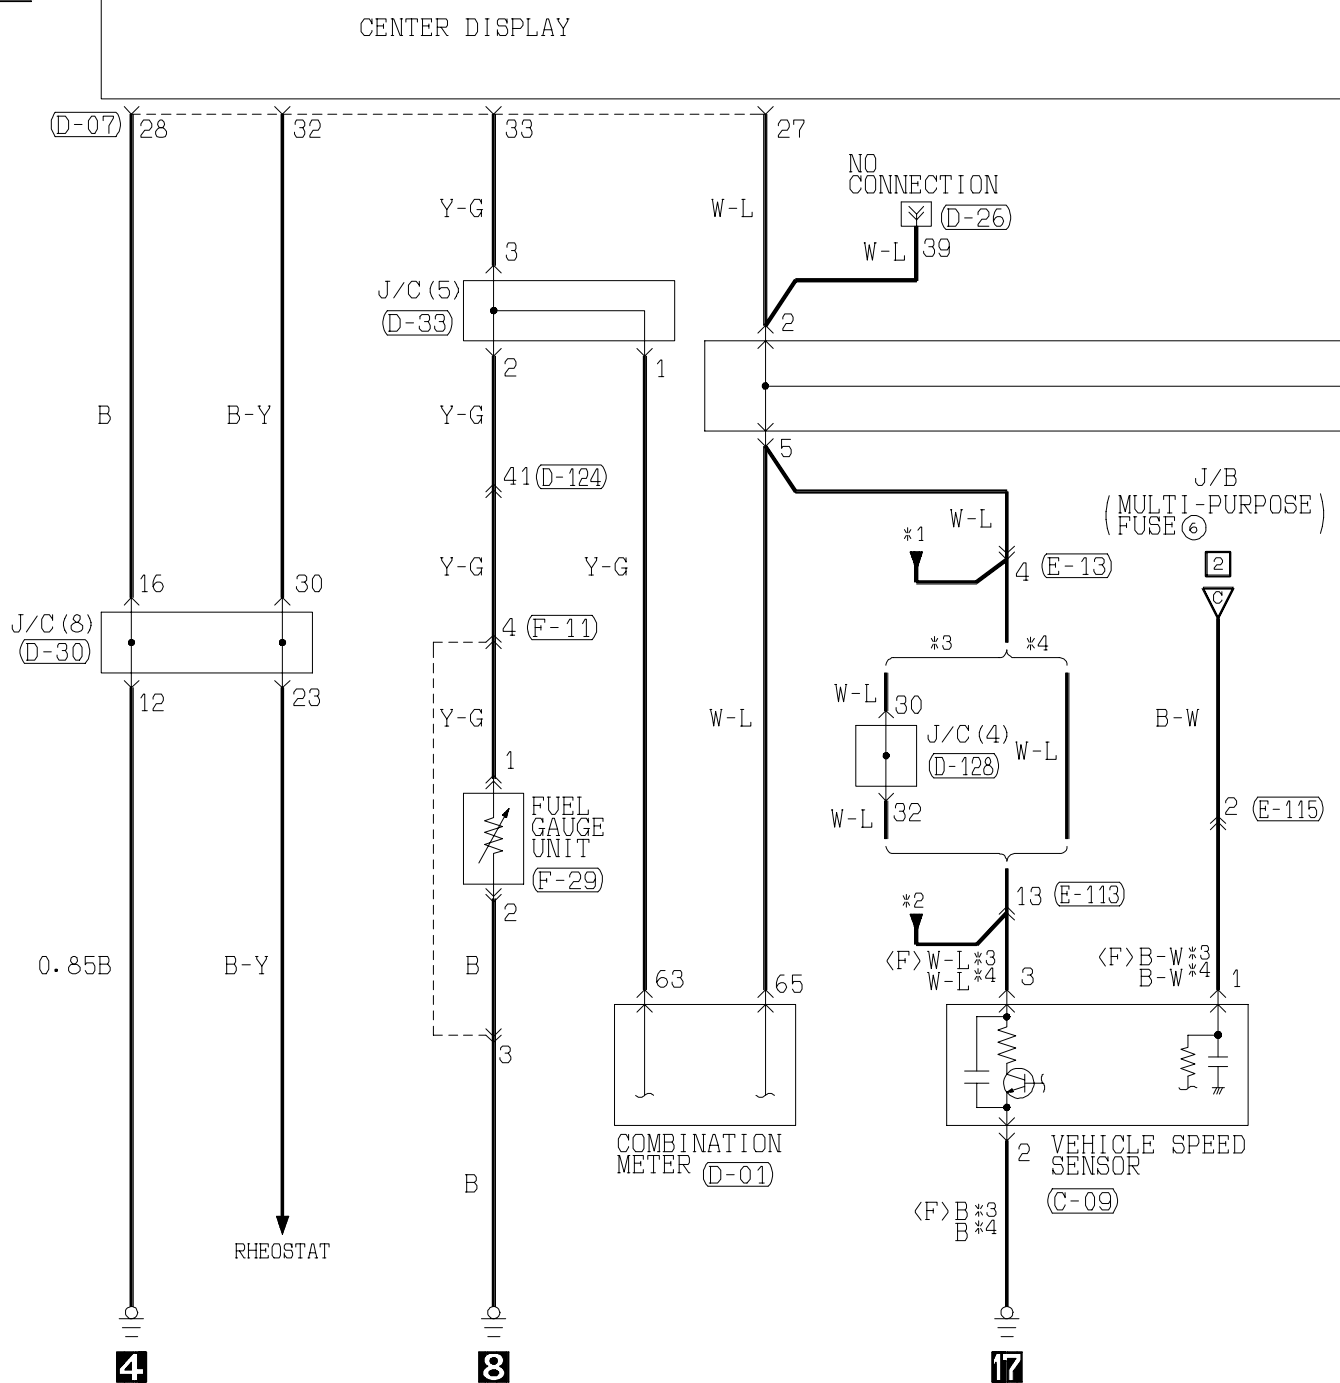 CENTER DISPLAY
D-07 28 32 33 27
NO
CONNECTION
D-26
Y-G W-L W-L 39
3
J/C(5)
D-33
2
2 1
B B-Y Y-G
5
41 D-124
J/B
(MULTI-PURPOSE)
FUSE 6
W-L
*1
Y-G Y-G
4 E-13
2
C
16 30
J/C(8)
D-30
4 F-11
*3 *4
12 23
W-L 30
Y-G W-L
J/C(4)
D-128
W-L
B-W
1
W-L 32
FUEL
GAUGE
UNIT
F-29
2 E-115
2
*2
13 E-113
0.85B B-Y B
<F>W-L*3
W-L*4
3
<F>B-W*3
B-W*4
1
63 65
3
COMBINATION
METER D-01
2
VEHICLE SPEED
SENSOR
C-09
B
<F>B*3
B*4
RHEOSTAT
4 8 17